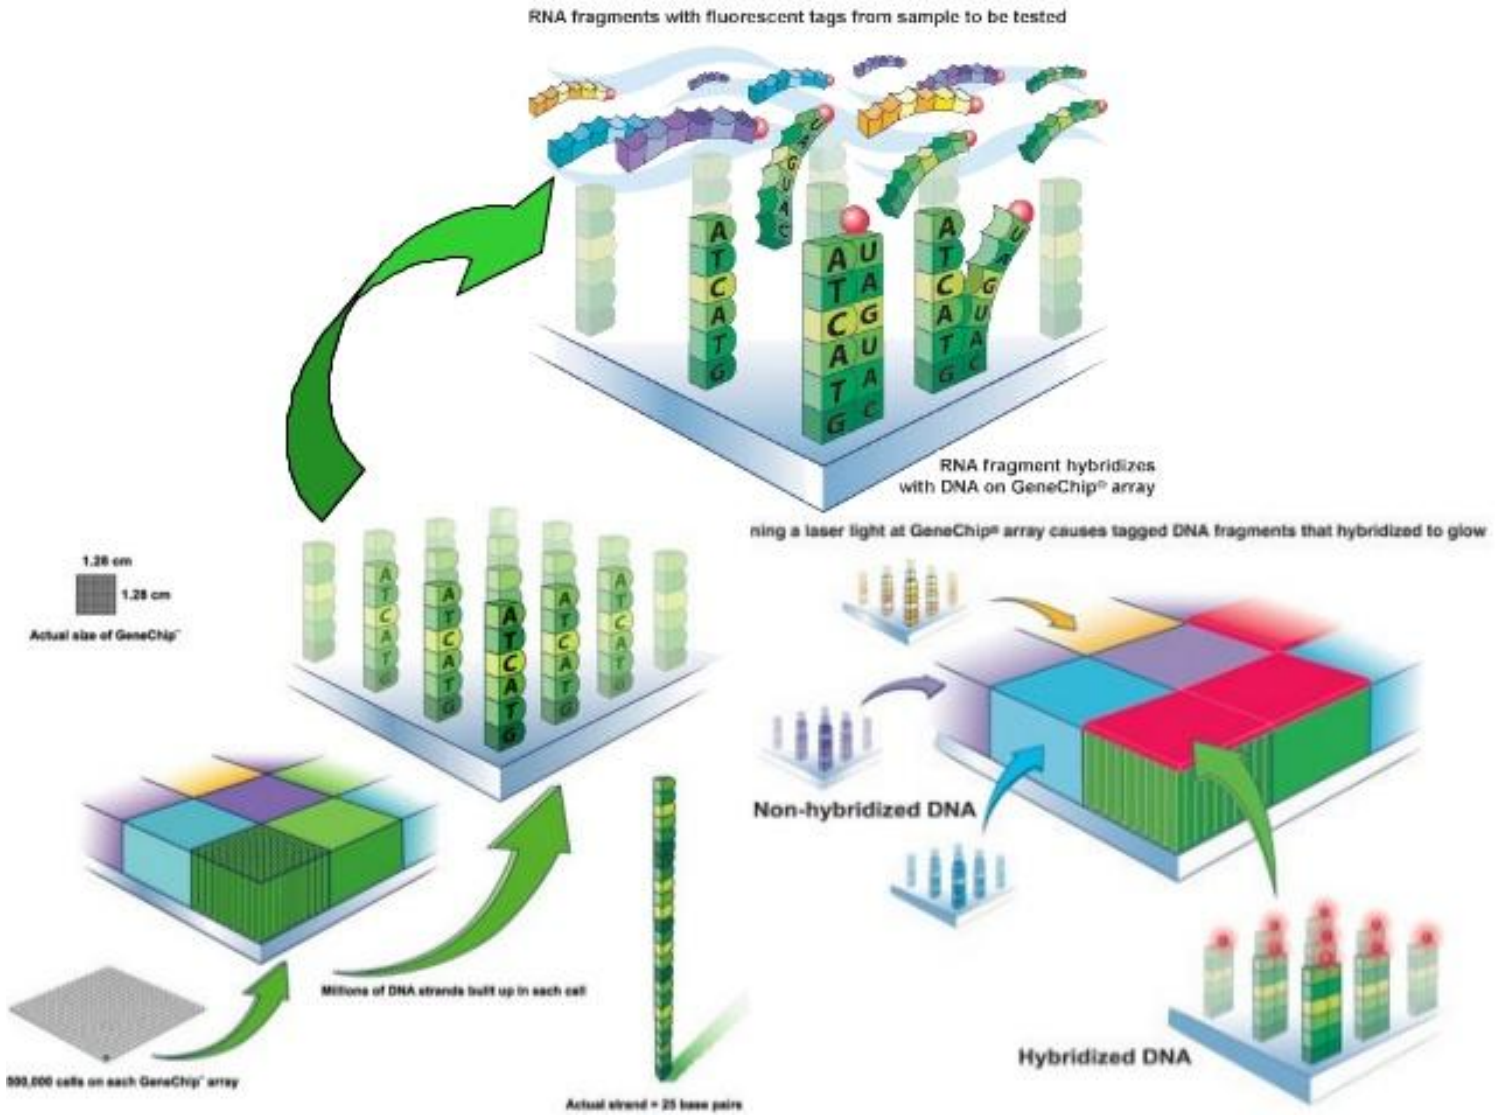 RNA fragments with fluorescent tags from sample to be tested
U
A
G
U
A
C
A
T
C
A
T
G
A U
T A
C G
A U
T A
G C
A U
T A
C G
A U
T A
G C
RNA fragment hybridizes
with DNA on GeneChip® array
ning a laser light at GeneChip® array causes tagged DNA fragments that hybridized to glow
1.28 cm
1.28 cm
Actual size of GeneChip™
A
T
C
A
T
G
A
T
C
A
T
G
A
T
C
A
T
G
A
T
C
A
T
G
A
T
C
A
T
G
Non-hybridized DNA
Millions of DNA strands built up in each cell
Hybridized DNA
500,000 cells on each GeneChip™ array
Actual strand = 25 base pairs